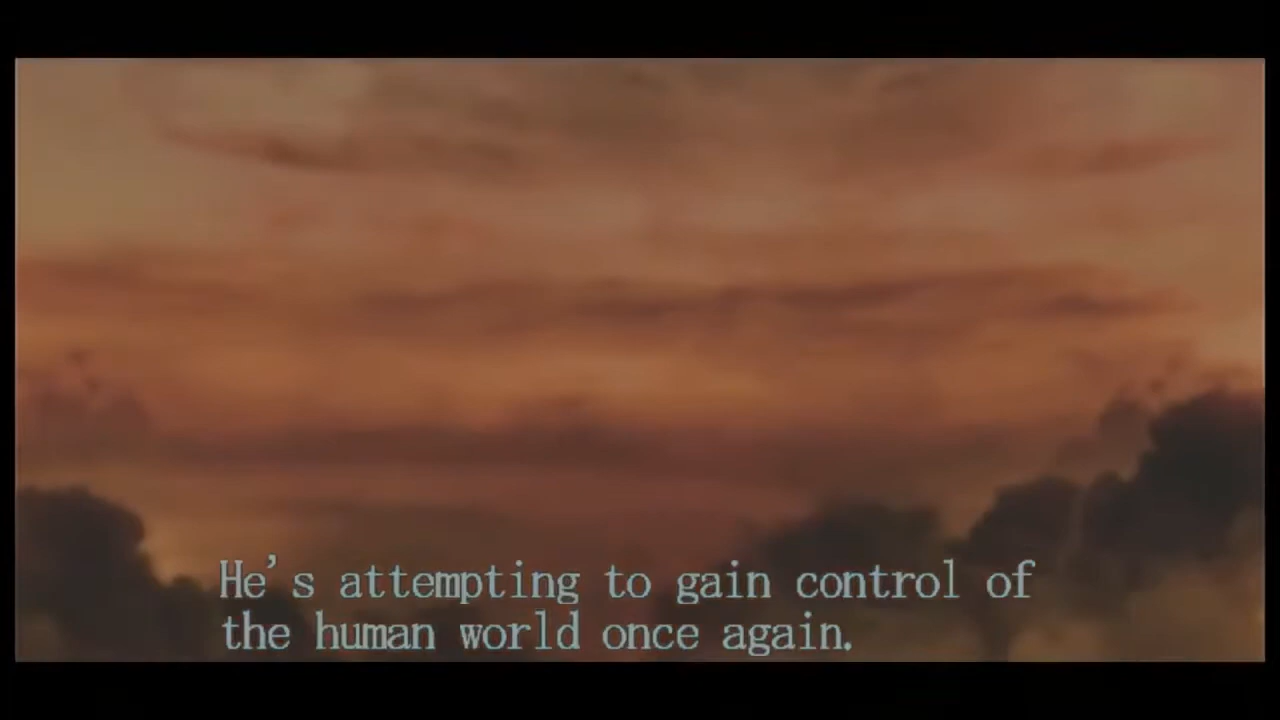 He's attempting to gain control of
the human world once again.